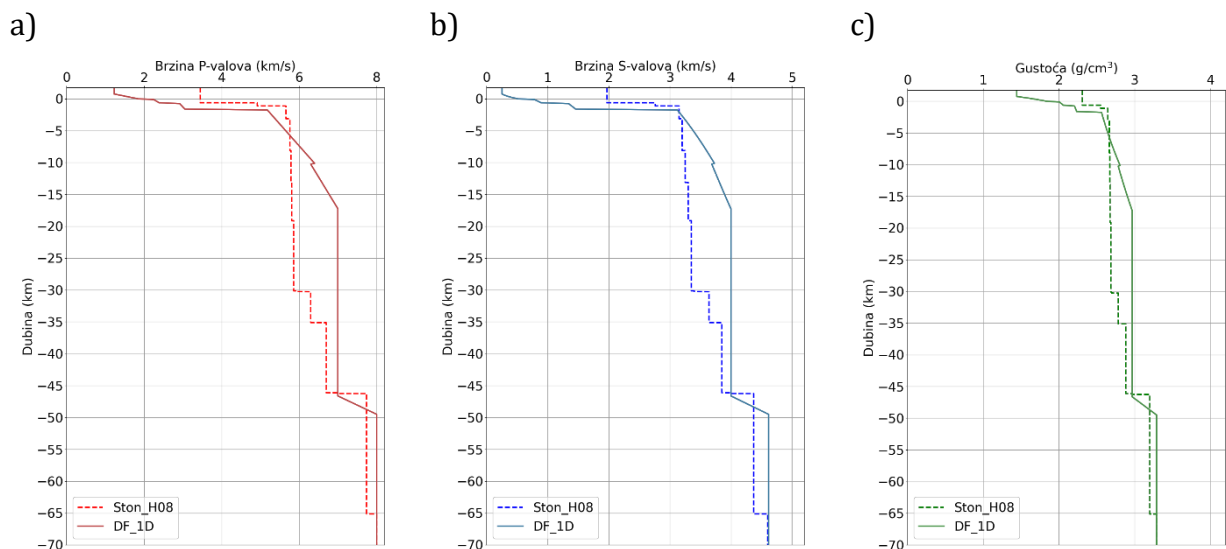 a)
Brzina P-valova (km/s)
0 2 4 6 8
Dubina (km)
0
−5
−10
−15
−20
−25
−30
−35
−40
−45
−50
−55
−60
−65
−70
Ston_H08
DF_1D
b)
Brzina S-valova (km/s)
0 1 2 3 4 5
Dubina (km)
0
−5
−10
−15
−20
−25
−30
−35
−40
−45
−50
−55
−60
−65
−70
Ston_H08
DF_1D
c)
Gustoća (g/cm³)
0 1 2 3 4
Dubina (km)
0
−5
−10
−15
−20
−25
−30
−35
−40
−45
−50
−55
−60
−65
−70
Ston_H08
DF_1D